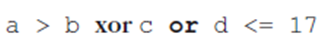 a > b xor c or d <= 17